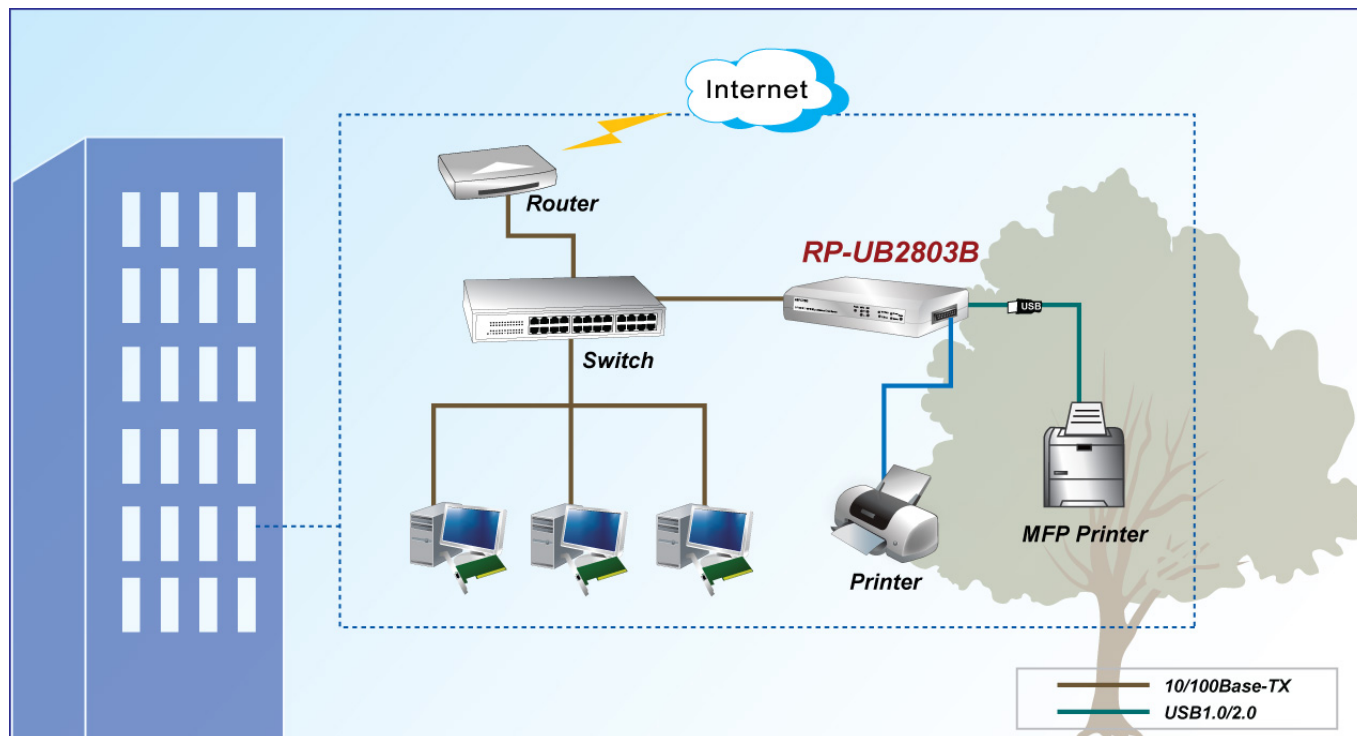 Internet
Router
RP-UB2803B
USB
Switch
MFP Printer
Printer
10/100Base-TX
USB1.0/2.0